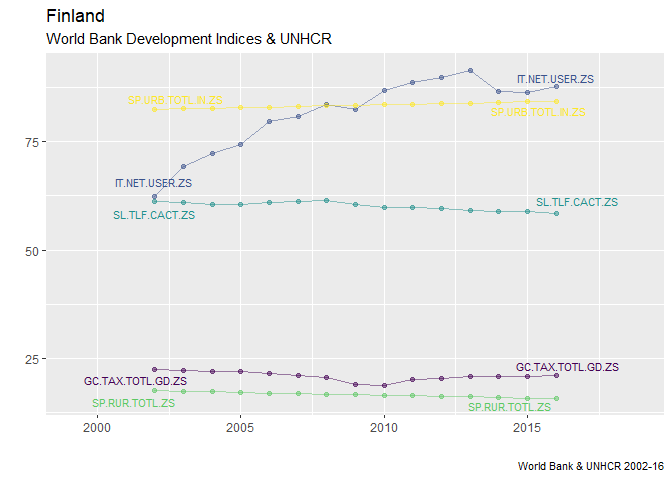 Finland
World Bank Development Indices & UNHCR
IT.NET.USER.ZS
SP.URB.TOTL.IN.ZS
SP.URB.TOTL.IN.ZS
75
IT.NET.USER.ZS
SL.TLF.CACT.ZS
SL.TLF.CACT.ZS
50
25
GC.TAX.TOTL.GD.ZS
GC.TAX.TOTL.GD.ZS
SP.RUR.TOTL.ZS
SP.RUR.TOTL.ZS
2000 2005 2010 2015
World Bank & UNHCR 2002-16